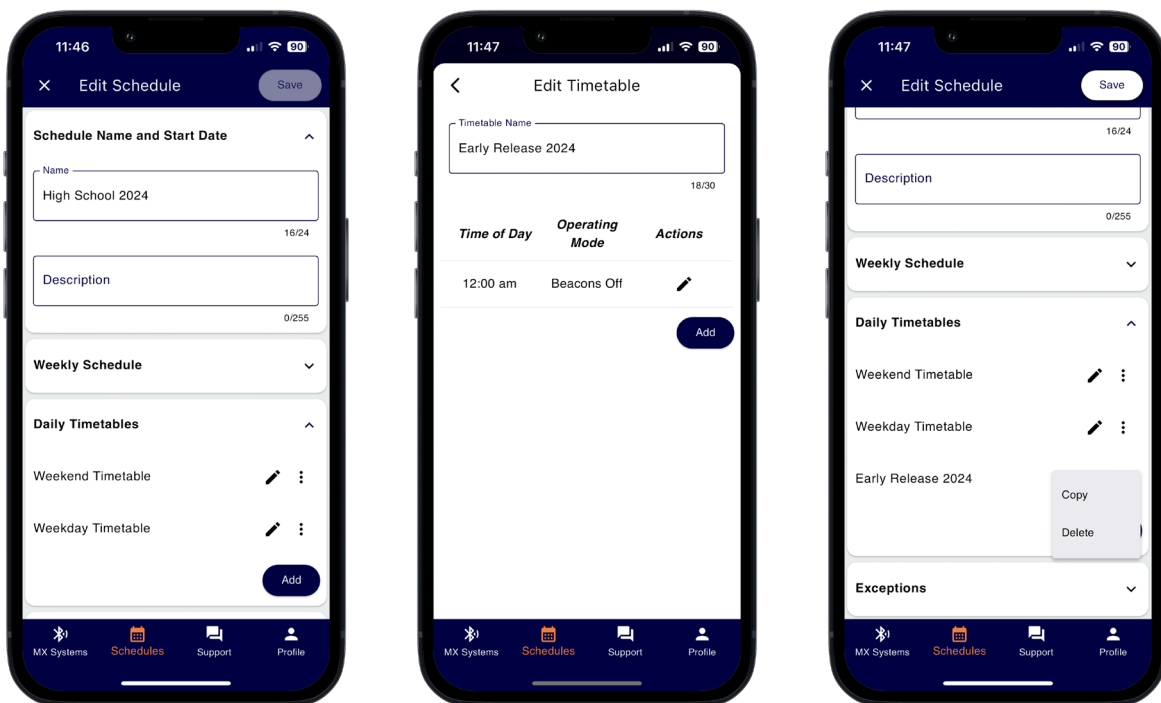 11:46
90
Edit Schedule
Save
Schedule Name and Start Date
Name
High School 2024
16/24
Description
0/255
Weekly Schedule
Daily Timetables
Weekend Timetable
Weekday Timetable
Add
MX Systems
Schedules
Support
Profile
11:47
90
Edit Timetable
Timetable Name
Early Release 2024
18/30
Time of Day
Operating
Mode
Actions
12:00 am
Beacons Off
Add
MX Systems
Schedules
Support
Profile
11:47
90
Edit Schedule
Save
16/24
Description
0/255
Weekly Schedule
Daily Timetables
Weekend Timetable
Weekday Timetable
Early Release 2024
Copy
Delete
Exceptions
MX Systems
Schedules
Support
Profile